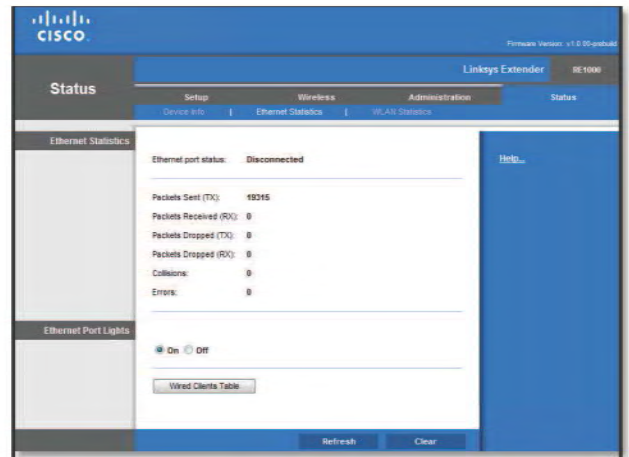 CISCO
Firmware Version: v1.0.00-prebuild
Linksys Extender RE1000
Status
Setup Wireless Administration Status
Device Info | Ethernet Statistics | WLAN Statistics
Ethernet Statistics
Ethernet port status: Disconnected
Help...
Packets Sent (TX): 19315
Packets Received (RX): 0
Packets Dropped (TX): 0
Packets Dropped (RX): 0
Collisions: 0
Errors: 0
Ethernet Port Lights
On Off
Wired Clients Table
Refresh Clear